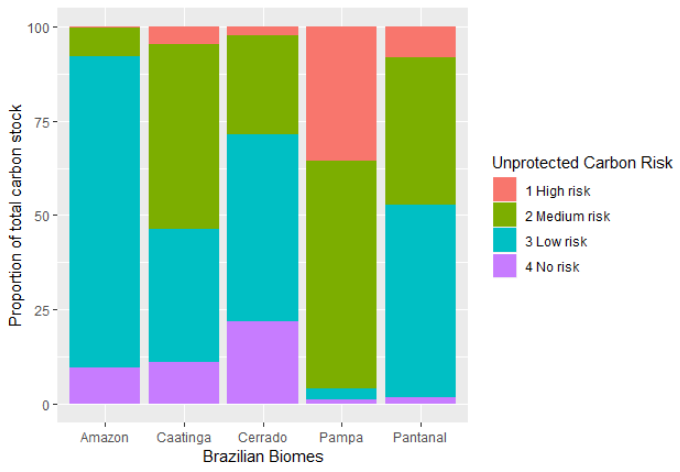 100
75
50
25
0
Proportion of total carbon stock
Amazon Caatinga Cerrado Pampa Pantanal
Brazilian Biomes
Unprotected Carbon Risk
1 High risk
2 Medium risk
3 Low risk
4 No risk